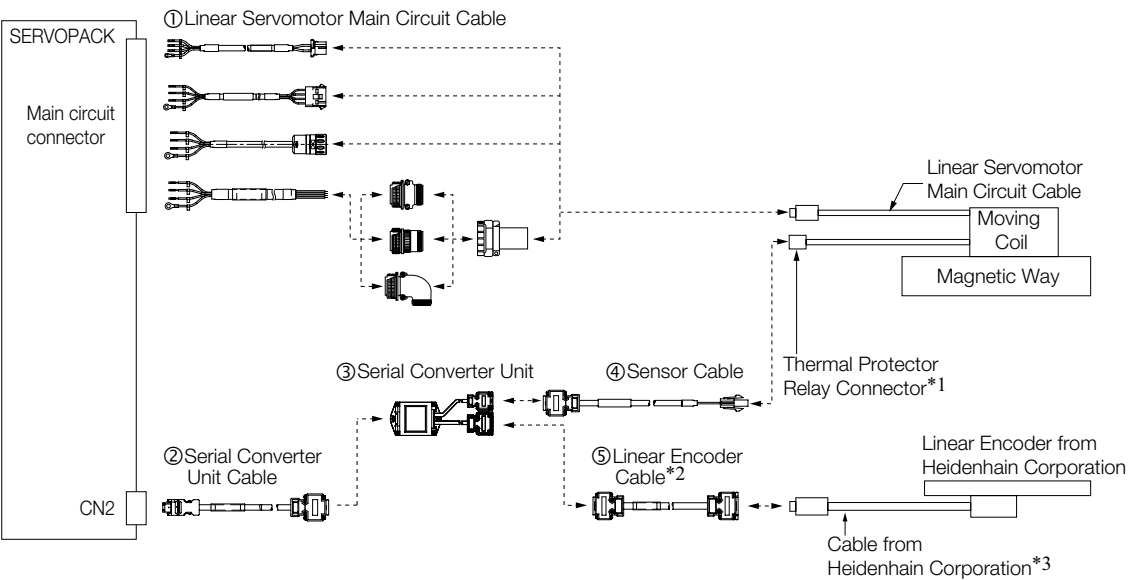 ①Linear Servomotor Main Circuit Cable
SERVOPACK
Main circuit
connector
Linear Servomotor
Main Circuit Cable
Moving
Coil
Magnetic Way
Thermal Protector
Relay Connector*1
③Serial Converter Unit
④Sensor Cable
②Serial Converter
Unit Cable
⑤Linear Encoder
Cable*2
Linear Encoder from
Heidenhain Corporation
CN2
Cable from
Heidenhain Corporation*3